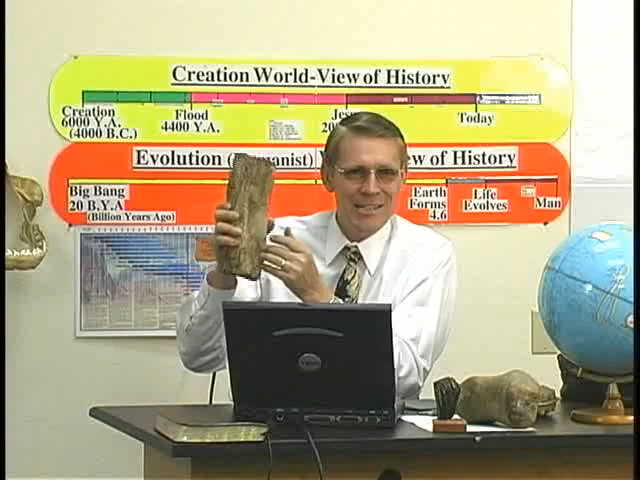 Creation World-View of History
Creation
6000 Y.A.
(4000 B.C.)
Flood
4400 Y.A.
Today
Evolution View of History
Big Bang
20 B.Y.A
(Billion Years Ago)
Earth
Forms
4.6
Life
Evolves
Man